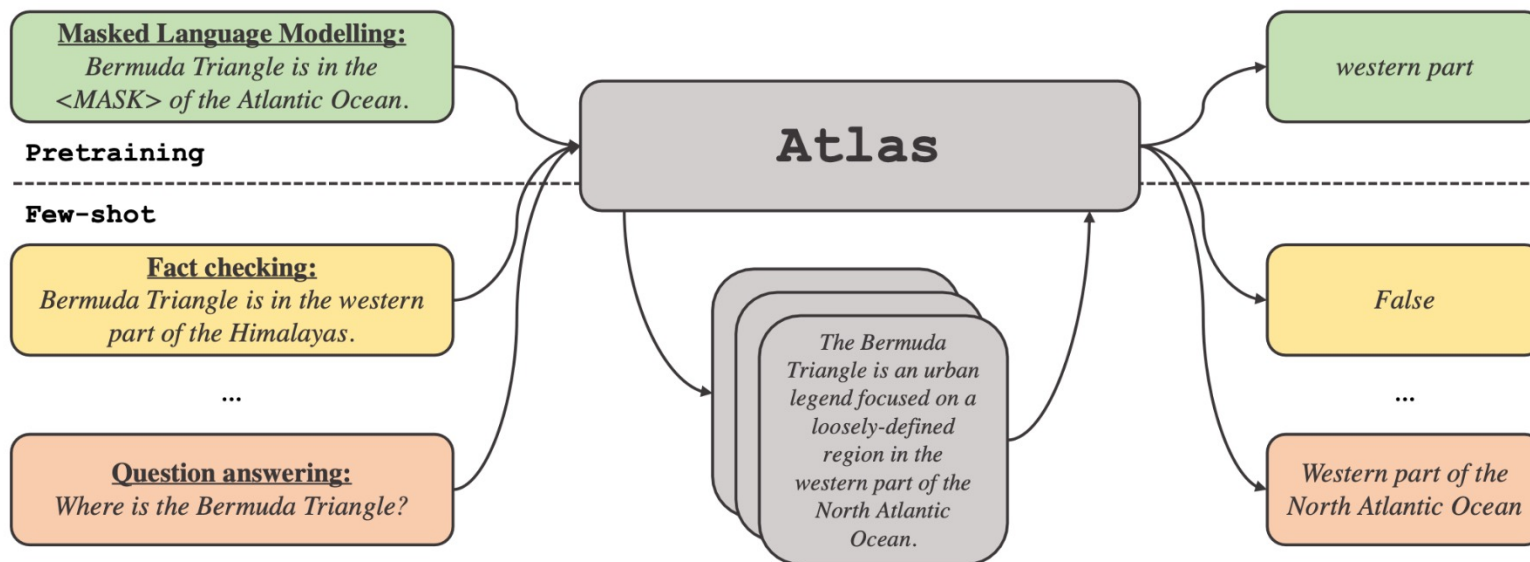 Masked Language Modelling:
Bermuda Triangle is in the
<MASK> of the Atlantic Ocean.
Pretraining
Few-shot
Fact checking:
Bermuda Triangle is in the western
part of the Himalayas.
...
Question answering:
Where is the Bermuda Triangle?
Atlas
The Bermuda
Triangle is an urban
legend focused on a
loosely-defined
region in the
western part of the
North Atlantic
Ocean.
western part
False
...
Western part of the
North Atlantic Ocean